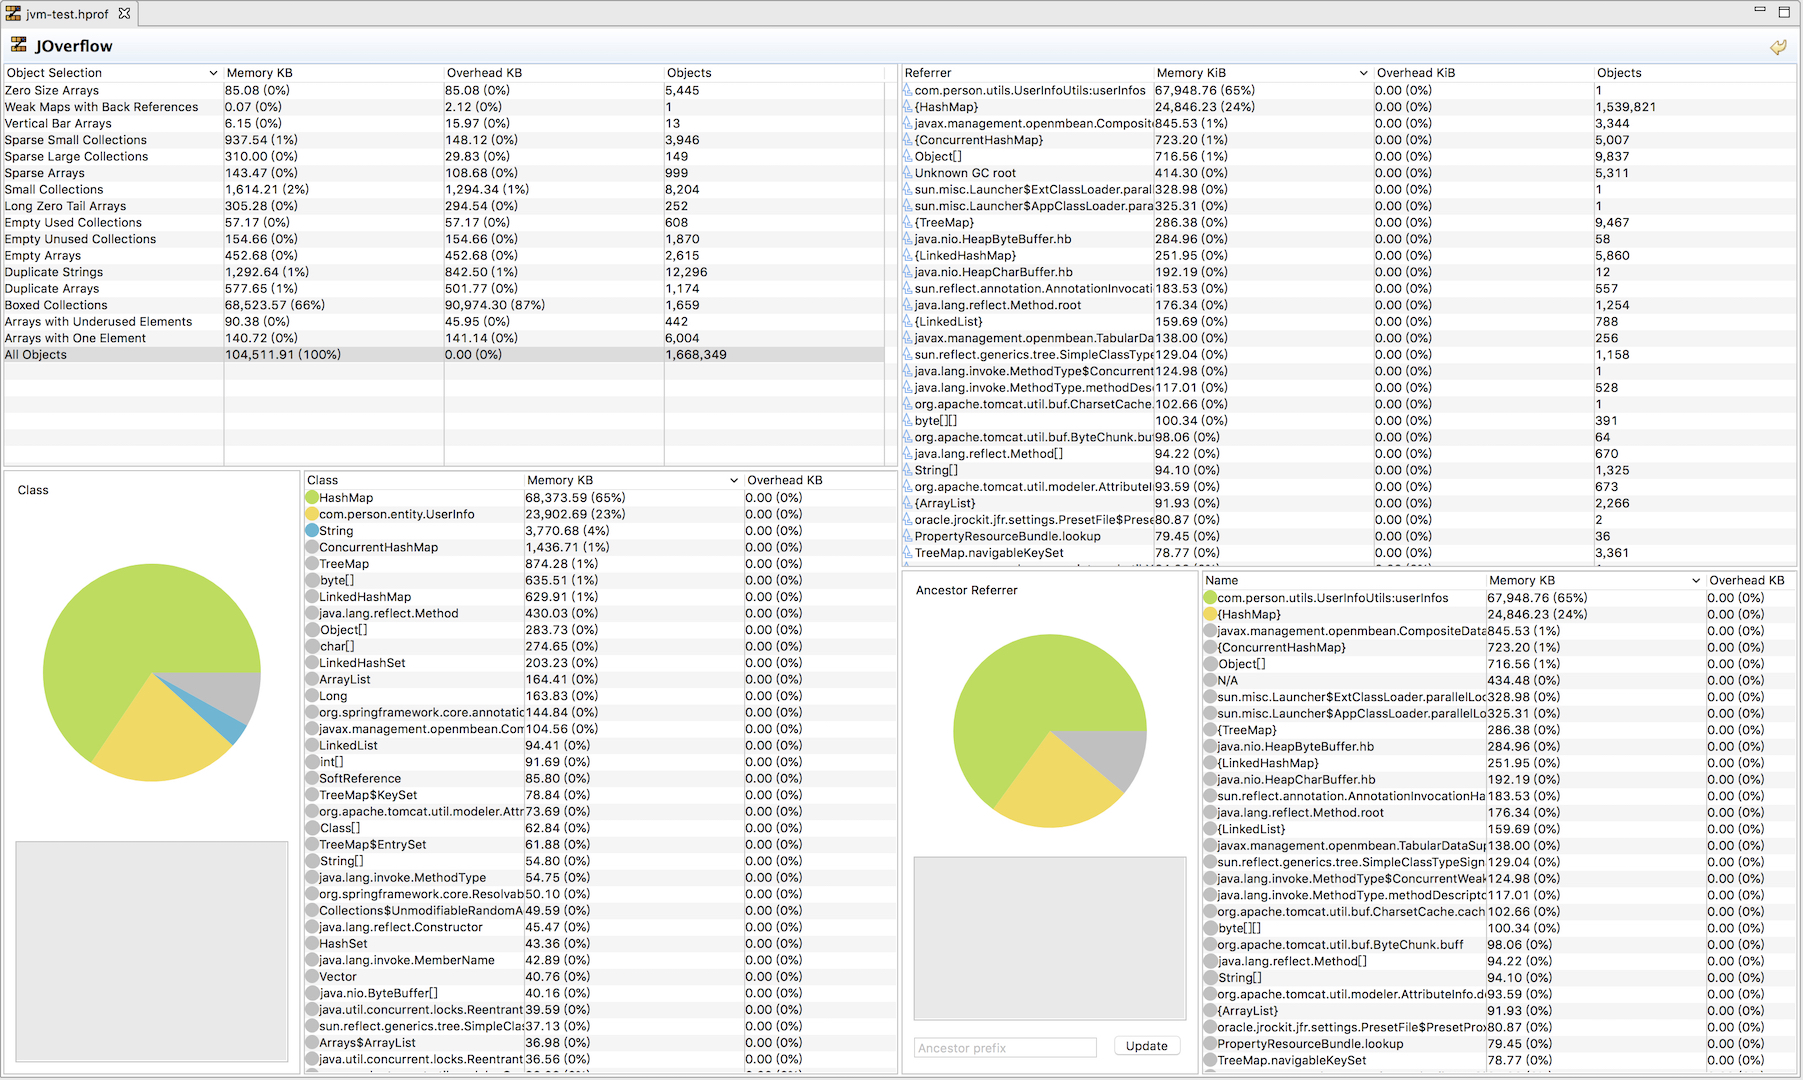 jvm-test.hprof
JOverflow
Object Selection Memory KB Overhead KB Objects
Zero Size Arrays 85.08 (0%) 85.08 (0%) 5,445
Weak Maps with Back References 0.07 (0%) 2.12 (0%) 1
Vertical Bar Arrays 6.15 (0%) 15.97 (0%) 13
Sparse Small Collections 937.54 (1%) 148.12 (0%) 3,946
Sparse Large Collections 310.00 (0%) 29.83 (0%) 149
Sparse Arrays 143.47 (0%) 108.68 (0%) 999
Small Collections 1,614.21 (2%) 1,294.34 (1%) 8,204
Long Zero Tail Arrays 305.28 (0%) 294.54 (0%) 252
Empty Used Collections 57.17 (0%) 57.17 (0%) 608
Empty Unused Collections 154.66 (0%) 154.66 (0%) 1,870
Empty Arrays 452.68 (0%) 452.68 (0%) 2,615
Duplicate Strings 1,292.64 (1%) 842.50 (1%) 12,296
Duplicate Arrays 577.65 (1%) 501.77 (0%) 1,174
Boxed Collections 68,523.57 (66%) 90,974.30 (87%) 1,659
Arrays with Underused Elements 90.38 (0%) 45.95 (0%) 442
Arrays with One Element 140.72 (0%) 141.14 (0%) 6,004
All Objects 104,511.91 (100%) 0.00 (0%) 1,668,349
Referrer Memory KiB Overhead KiB Objects
com.person.utils.UserInfoUtils:userInfos 67,948.76 (65%) 0.00 (0%) 1
{HashMap} 24,846.23 (24%) 0.00 (0%) 1,539,821
javax.management.openmbean.Composite 845.53 (1%) 0.00 (0%) 3,344
{ConcurrentHashMap} 723.20 (1%) 0.00 (0%) 5,007
Object[] 716.56 (1%) 0.00 (0%) 9,837
Unknown GC root 414.30 (0%) 0.00 (0%) 5,311
sun.misc.Launcher$ExtClassLoader.paral 328.98 (0%) 0.00 (0%) 1
sun.misc.Launcher$AppClassLoader.para 325.31 (0%) 0.00 (0%) 1
{TreeMap} 286.38 (0%) 0.00 (0%) 9,467
java.nio.HeapByteBuffer.hb 284.96 (0%) 0.00 (0%) 58
{LinkedHashMap} 251.95 (0%) 0.00 (0%) 5,860
java.nio.HeapCharBuffer.hb 192.19 (0%) 0.00 (0%) 12
sun.reflect.annotation.AnnotationInvocati 183.53 (0%) 0.00 (0%) 557
java.lang.reflect.Method.root 176.34 (0%) 0.00 (0%) 1,254
{LinkedList} 159.69 (0%) 0.00 (0%) 788
javax.management.openmbean.TabularDa 138.00 (0%) 0.00 (0%) 256
sun.reflect.generics.tree.SimpleClassType 129.04 (0%) 0.00 (0%) 1,158
java.lang.invoke.MethodType$Concurrent 124.98 (0%) 0.00 (0%) 1
java.lang.invoke.MethodType.methodDes 117.01 (0%) 0.00 (0%) 528
org.apache.tomcat.util.buf.CharsetCache. 102.66 (0%) 0.00 (0%) 1
byte[][] 100.34 (0%) 0.00 (0%) 391
org.apache.tomcat.util.buf.ByteChunk.bu 98.06 (0%) 0.00 (0%) 64
java.lang.reflect.Method[] 94.22 (0%) 0.00 (0%) 670
String[] 94.10 (0%) 0.00 (0%) 1,325
org.apache.tomcat.util.modeler.AttributeI 93.59 (0%) 0.00 (0%) 673
{ArrayList} 91.93 (0%) 0.00 (0%) 2,266
oracle.jrockit.jfr.settings.PresetFile$Prese 80.87 (0%) 0.00 (0%) 2
PropertyResourceBundle.lookup 79.45 (0%) 0.00 (0%) 36
TreeMap.navigableKeySet 78.77 (0%) 0.00 (0%) 3,361
Class
Class Memory KB Overhead KB
HashMap 68,373.59 (65%) 0.00 (0%)
com.person.entity.UserInfo 23,902.69 (23%) 0.00 (0%)
String 3,770.68 (4%) 0.00 (0%)
ConcurrentHashMap 1,436.71 (1%) 0.00 (0%)
TreeMap 874.28 (1%) 0.00 (0%)
byte[] 635.51 (1%) 0.00 (0%)
LinkedHashMap 629.91 (1%) 0.00 (0%)
java.lang.reflect.Method 430.03 (0%) 0.00 (0%)
Object[] 283.73 (0%) 0.00 (0%)
char[] 274.65 (0%) 0.00 (0%)
LinkedHashSet 203.23 (0%) 0.00 (0%)
ArrayList 164.41 (0%) 0.00 (0%)
Long 163.83 (0%) 0.00 (0%)
org.springframework.core.annotatio 144.84 (0%) 0.00 (0%)
javax.management.openmbean.Com 104.56 (0%) 0.00 (0%)
LinkedList 94.41 (0%) 0.00 (0%)
int[] 91.69 (0%) 0.00 (0%)
SoftReference 85.80 (0%) 0.00 (0%)
TreeMap$KeySet 78.84 (0%) 0.00 (0%)
org.apache.tomcat.util.modeler.Attr 73.69 (0%) 0.00 (0%)
Class[] 62.84 (0%) 0.00 (0%)
TreeMap$EntrySet 61.88 (0%) 0.00 (0%)
String[] 54.80 (0%) 0.00 (0%)
java.lang.invoke.MethodType 54.75 (0%) 0.00 (0%)
org.springframework.core.Resolvab 50.10 (0%) 0.00 (0%)
Collections$UnmodifiableRandomA 49.59 (0%) 0.00 (0%)
java.lang.reflect.Constructor 45.47 (0%) 0.00 (0%)
HashSet 43.36 (0%) 0.00 (0%)
java.lang.invoke.MemberName 42.89 (0%) 0.00 (0%)
Vector 40.76 (0%) 0.00 (0%)
java.nio.ByteBuffer[] 40.16 (0%) 0.00 (0%)
java.util.concurrent.locks.Reentrant 39.59 (0%) 0.00 (0%)
sun.reflect.generics.tree.SimpleClas 37.13 (0%) 0.00 (0%)
Arrays$ArrayList 36.98 (0%) 0.00 (0%)
java.util.concurrent.locks.Reentrant 36.56 (0%) 0.00 (0%)
Ancestor Referrer
Ancestor prefix
Update
Name Memory KB Overhead KB
com.person.utils.UserInfoUtils:userInfos 67,948.76 (65%) 0.00 (0%)
{HashMap} 24,846.23 (24%) 0.00 (0%)
javax.management.openmbean.CompositeData 845.53 (1%) 0.00 (0%)
{ConcurrentHashMap} 723.20 (1%) 0.00 (0%)
Object[] 716.56 (1%) 0.00 (0%)
N/A 434.48 (0%) 0.00 (0%)
sun.misc.Launcher$ExtClassLoader.parallelLoc 328.98 (0%) 0.00 (0%)
sun.misc.Launcher$AppClassLoader.parallelLo 325.31 (0%) 0.00 (0%)
{TreeMap} 286.38 (0%) 0.00 (0%)
java.nio.HeapByteBuffer.hb 284.96 (0%) 0.00 (0%)
{LinkedHashMap} 251.95 (0%) 0.00 (0%)
java.nio.HeapCharBuffer.hb 192.19 (0%) 0.00 (0%)
sun.reflect.annotation.AnnotationInvocationHa 183.53 (0%) 0.00 (0%)
java.lang.reflect.Method.root 176.34 (0%) 0.00 (0%)
{LinkedList} 159.69 (0%) 0.00 (0%)
javax.management.openmbean.TabularDataSup 138.00 (0%) 0.00 (0%)
sun.reflect.generics.tree.SimpleClassTypeSign 129.04 (0%) 0.00 (0%)
java.lang.invoke.MethodType$ConcurrentWeak 124.98 (0%) 0.00 (0%)
java.lang.invoke.MethodType.methodDescripto 117.01 (0%) 0.00 (0%)
org.apache.tomcat.util.buf.CharsetCache.cach 102.66 (0%) 0.00 (0%)
byte[][] 100.34 (0%) 0.00 (0%)
org.apache.tomcat.util.buf.ByteChunk.buff 98.06 (0%) 0.00 (0%)
java.lang.reflect.Method[] 94.22 (0%) 0.00 (0%)
String[] 94.10 (0%) 0.00 (0%)
org.apache.tomcat.util.modeler.AttributeInfo.d 93.59 (0%) 0.00 (0%)
{ArrayList} 91.93 (0%) 0.00 (0%)
oracle.jrockit.jfr.settings.PresetFile$PresetPro 80.87 (0%) 0.00 (0%)
PropertyResourceBundle.lookup 79.45 (0%) 0.00 (0%)
TreeMap.navigableKeySet 78.77 (0%) 0.00 (0%)